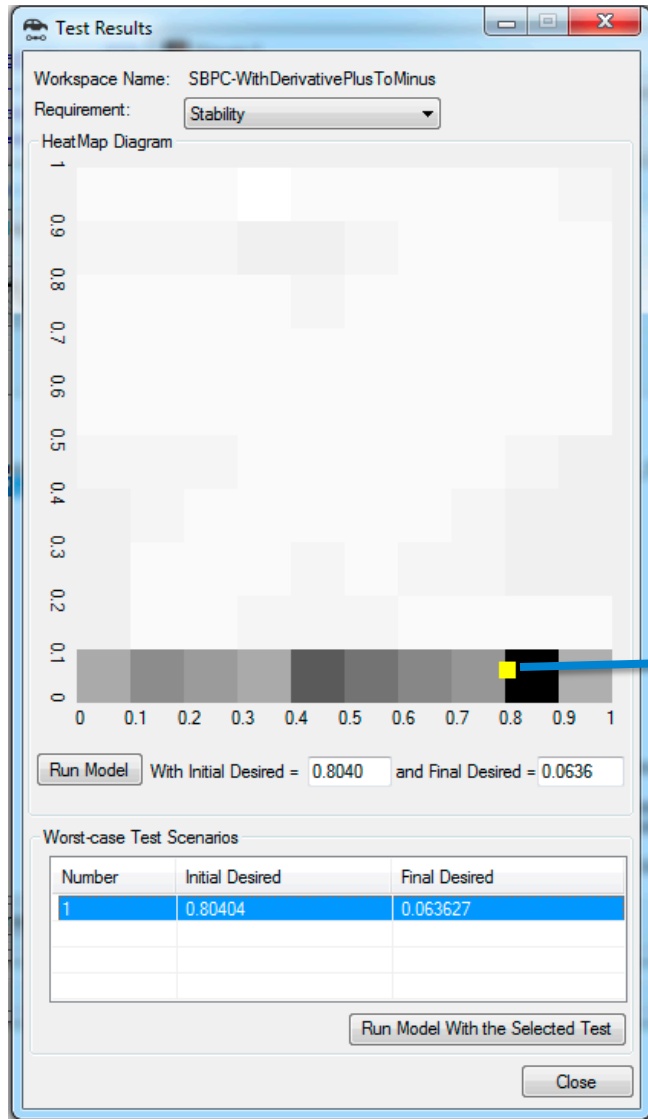 Test Results
Workspace Name: SBPC-WithDerivativePlusToMinus
Requirement: Stability
HeatMap Diagram
1
0.9
0.8
0.7
0.6
0.5
0.4
0.3
0.2
0.1
0
0 0.1 0.2 0.3 0.4 0.5 0.6 0.7 0.8 0.9 1
Run Model With Initial Desired = 0.8040 and Final Desired = 0.0636
Worst-case Test Scenarios
Number Initial Desired Final Desired
1 0.80404 0.063627
Run Model With the Selected Test
Close